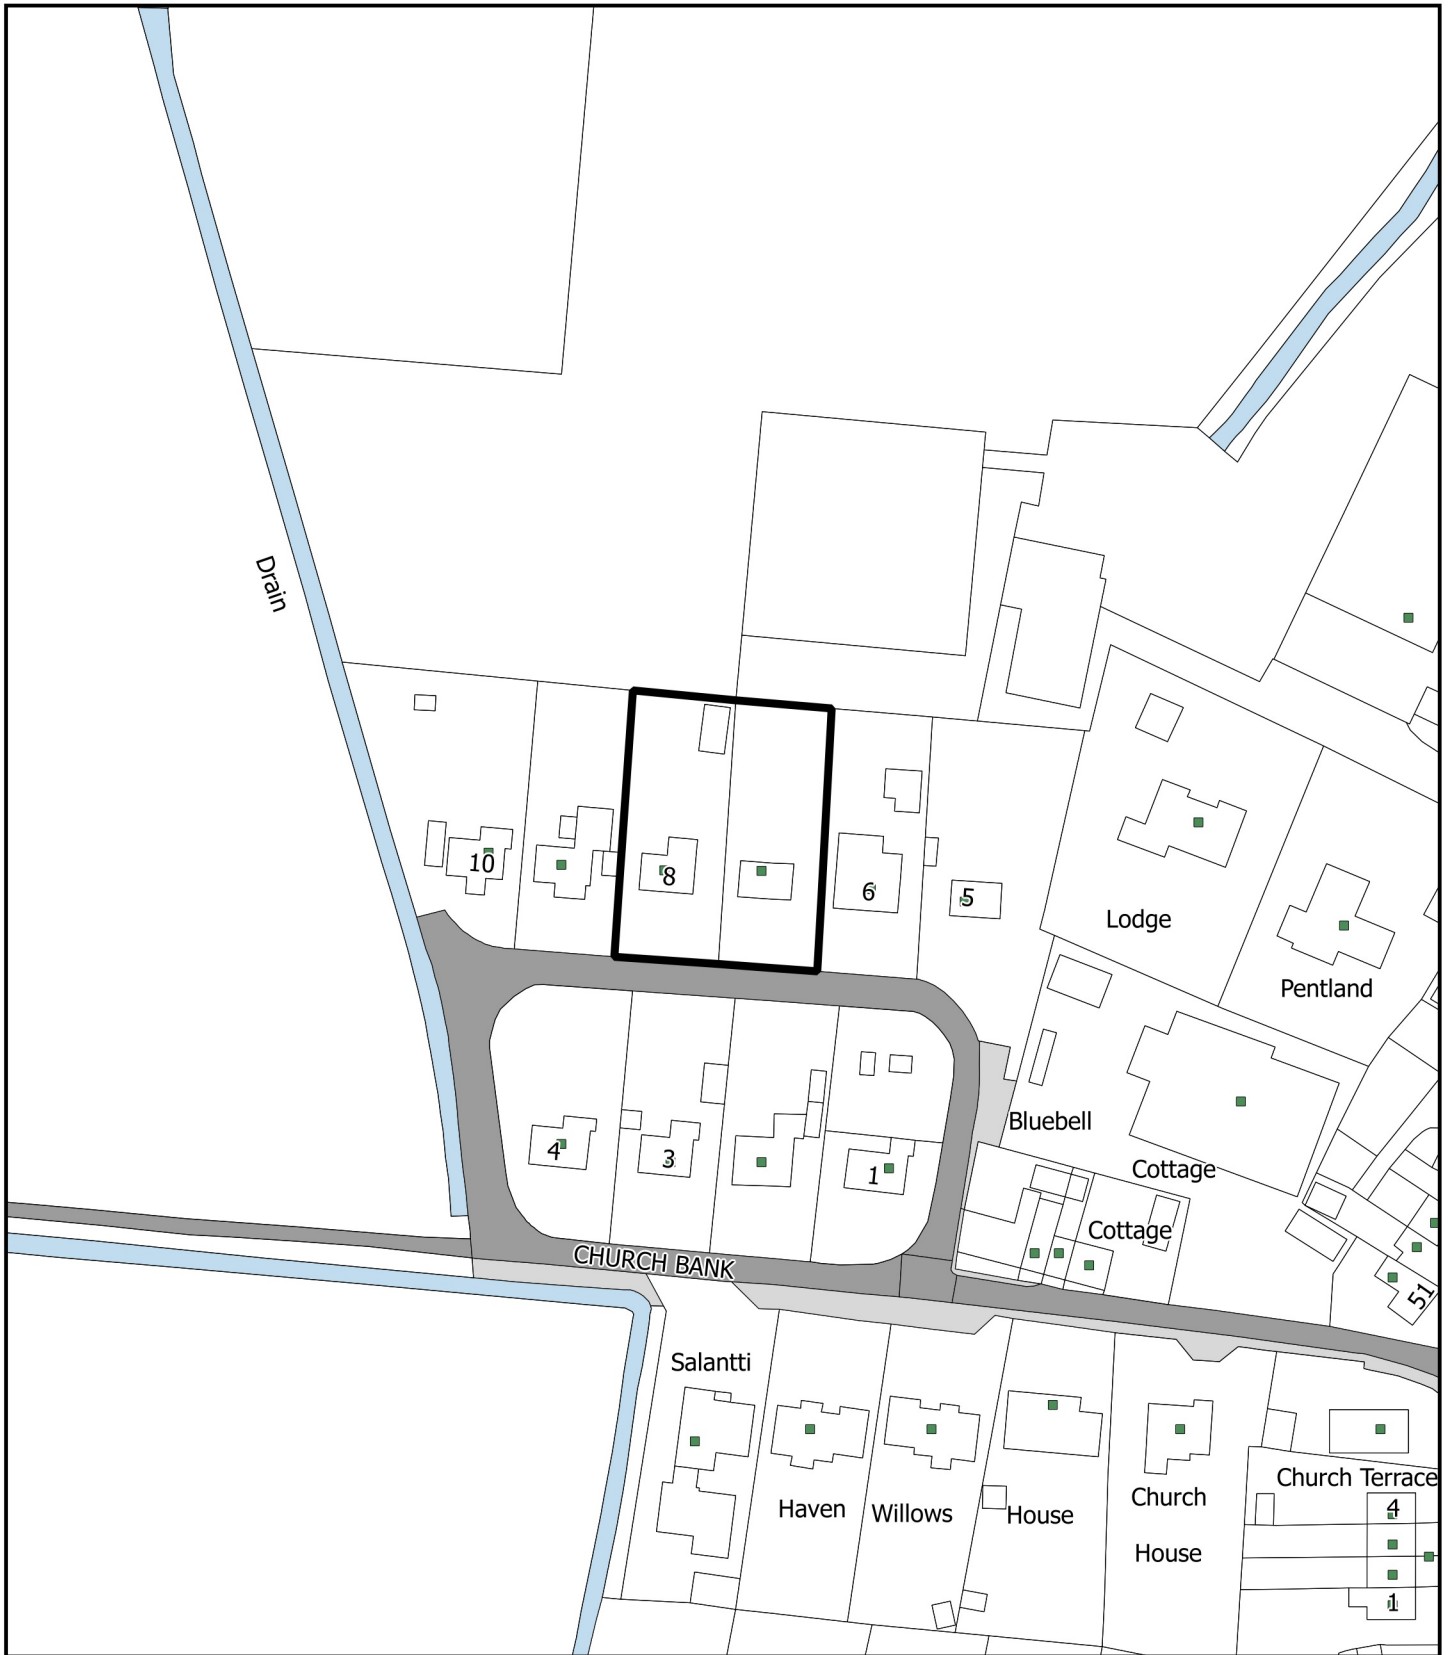 Drain
10
8
6
5
Lodge
Pentland
Bluebell
4
3
1
Cottage
Cottage
CHURCH BANK
51
Salantti
Haven
Willows
House
Church
House
Church Terrace
4
1